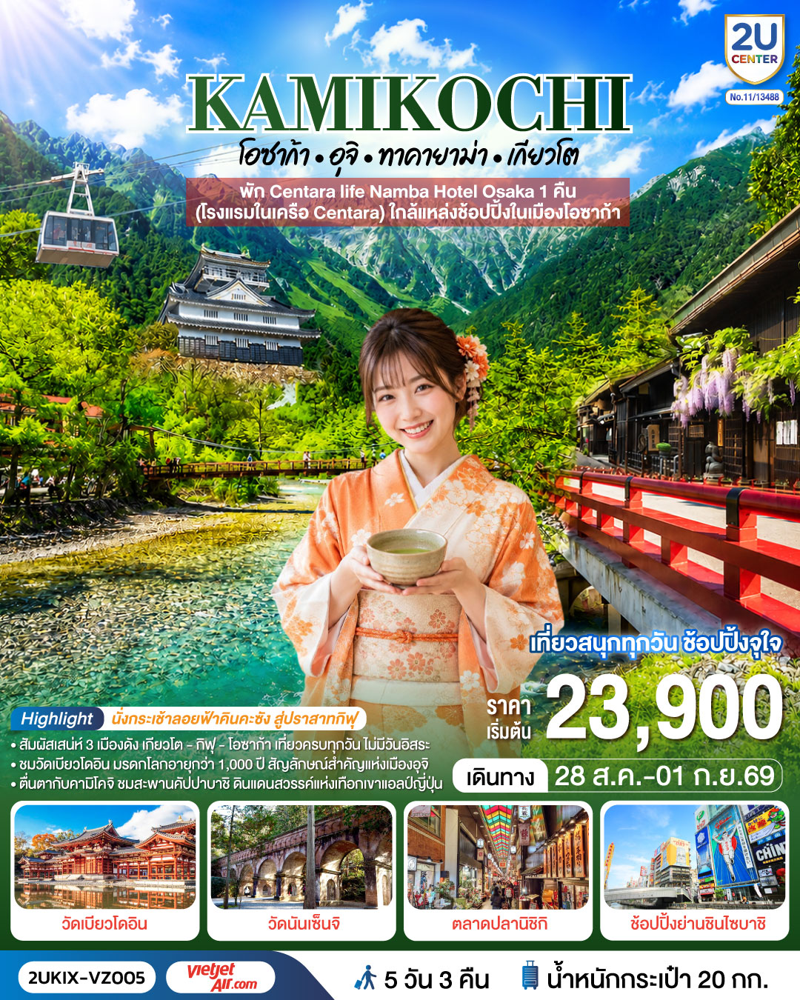 2U
CENTER
No.11/13488
KAMIKOCHI
โอซาก้า • อุจิ • ทาคายาม่า • เกียวโต
พัก Centara life Namba Hotel Osaka 1 คืน
(โรงแรมในเครือ Centara) ใกล้แหล่งช้อปปิ้งในเมืองโอซาก้า
เที่ยวสนุกทุกวัน ช้อปปิ้งจุใจ
ราคา
เริ่มต้น 23,900
เดินทาง 28 ส.ค.-01 ก.ย.69
Highlight นั่งกระเช้าลอยฟ้าคินคะซัง สู่ปราสาทกิฟุ
• สัมผัสเสน่ห์ 3 เมืองดัง เกียวโต - กิฟุ - โอซาก้า เที่ยวครบทุกวัน ไม่มีวันอิสระ
• ชมวัดเบียวโดอิน มรดกโลกอายุกว่า 1,000 ปี สัญลักษณ์สำคัญแห่งเมืองอุจิ
• ตื่นตากับคามิโคจิ ชมสะพานคัปปาบาชิ ดินแดนสวรรค์แห่งเทือกเขาแอลป์ญี่ปุ่น
วัดเบียวโดอิน
วัดนันเซ็นจิ
ตลาดปลานิชิกิ
ช้อปปิ้งย่านชินไซบาชิ
2UKIX-VZ005
vietjet
Air.com
5 วัน 3 คืน
น้ำหนักกระเป๋า 20 กก.